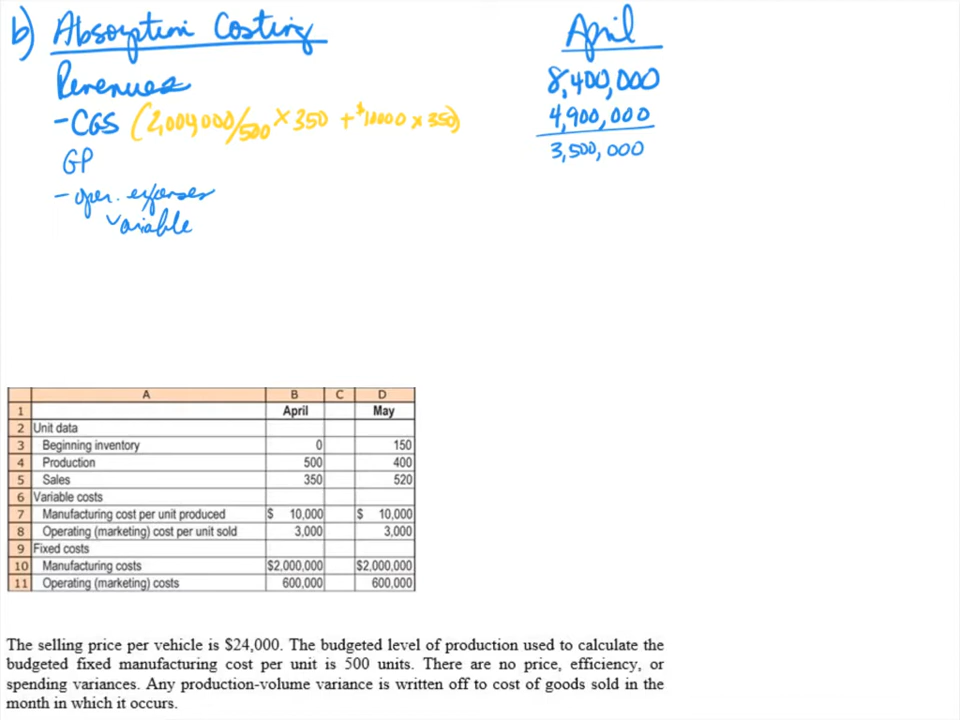 b) Absorption Costing April
Revenues 8,400,000
- CGS (2,000,000/500 × 350 + $10000 × 350) 4,900,000
GP 3,500,000
- oper. expenses
variable
A B C D
1 April May
2 Unit data
3 Beginning inventory 0 150
4 Production 500 400
5 Sales 350 520
6 Variable costs
7 Manufacturing cost per unit produced $ 10,000 $ 10,000
8 Operating (marketing) cost per unit sold 3,000 3,000
9 Fixed costs
10 Manufacturing costs $2,000,000 $2,000,000
11 Operating (marketing) costs 600,000 600,000
The selling price per vehicle is $24,000. The budgeted level of production used to calculate the
budgeted fixed manufacturing cost per unit is 500 units. There are no price, efficiency, or
spending variances. Any production-volume variance is written off to cost of goods sold in the
month in which it occurs.